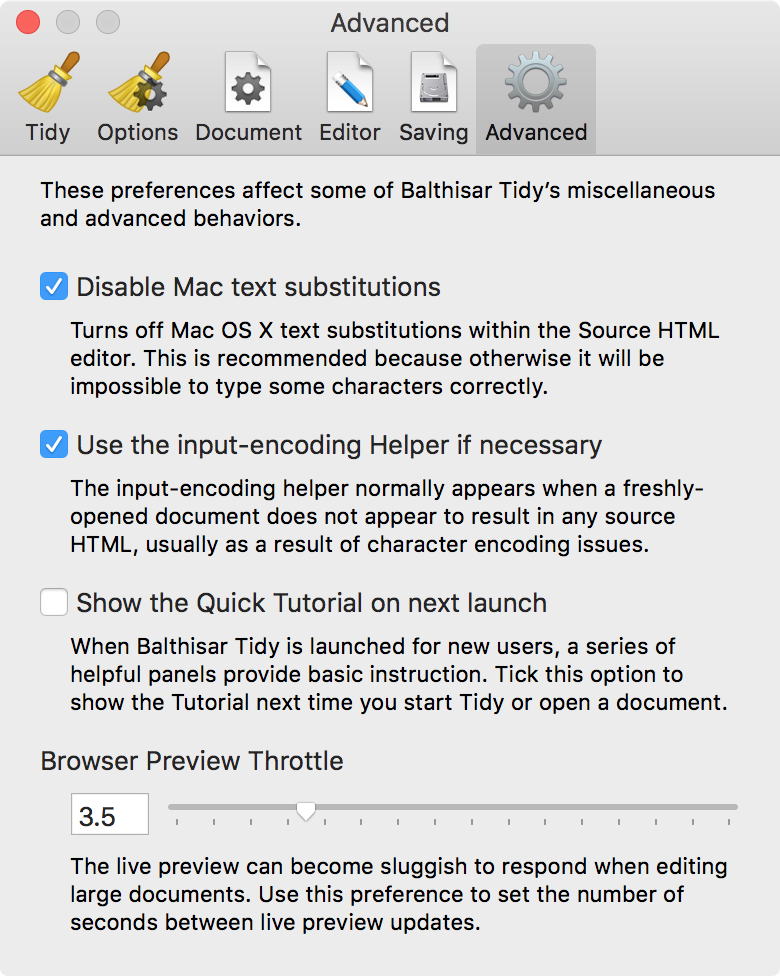 Advanced
Tidy Options Document Editor Saving Advanced
These preferences affect some of Balthisar Tidy’s miscellaneous
and advanced behaviors.
Disable Mac text substitutions
Turns off Mac OS X text substitutions within the Source HTML
editor. This is recommended because otherwise it will be
impossible to type some characters correctly.
Use the input-encoding Helper if necessary
The input-encoding helper normally appears when a freshly-
opened document does not appear to result in any source
HTML, usually as a result of character encoding issues.
Show the Quick Tutorial on next launch
When Balthisar Tidy is launched for new users, a series of
helpful panels provide basic instruction. Tick this option to
show the Tutorial next time you start Tidy or open a document.
Browser Preview Throttle
3.5
The live preview can become sluggish to respond when editing
large documents. Use this preference to set the number of
seconds between live preview updates.